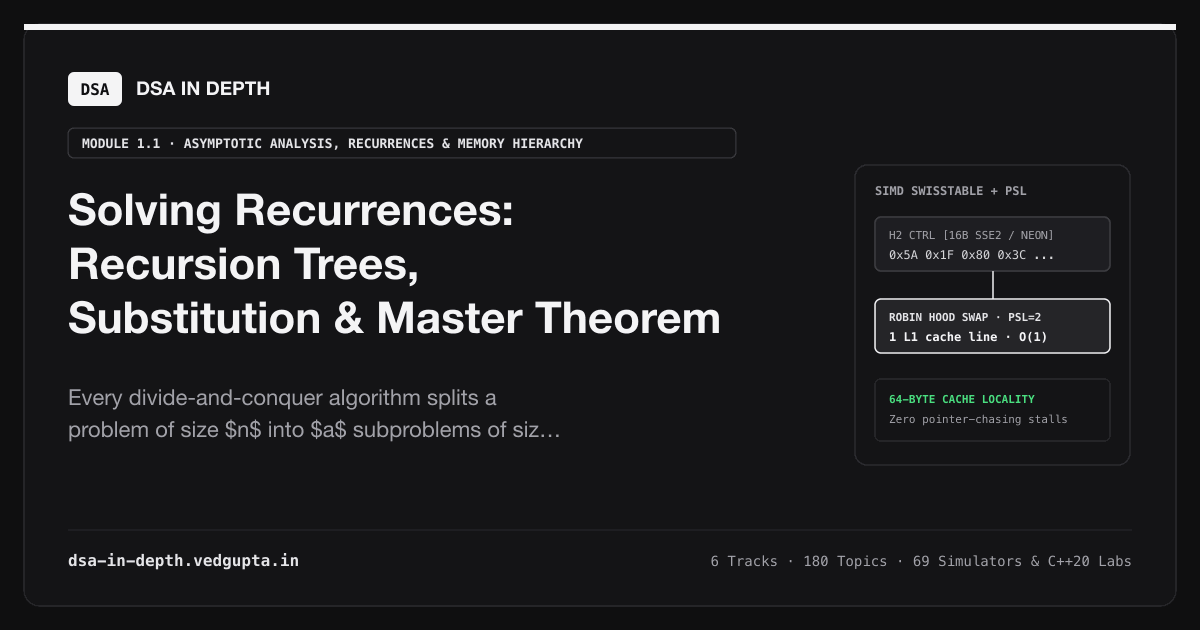 DSA
DSA IN DEPTH
MODULE 1.1 · ASYMPTOTIC ANALYSIS, RECURRENCES & MEMORY HIERARCHY
Solving Recurrences:
Recursion Trees,
Substitution & Master Theorem
Every divide-and-conquer algorithm splits a
problem of size $n$ into $a$ subproblems of siz…
SIMD SWISSTABLE + PSL
H2 CTRL [16B SSE2 / NEON]
0x5A 0x1F 0x80 0x3C ...
ROBIN HOOD SWAP · PSL=2
1 L1 cache line · O(1)
64-BYTE CACHE LOCALITY
Zero pointer-chasing stalls
dsa-in-depth.vedgupta.in
6 Tracks · 180 Topics · 69 Simulators & C++20 Labs